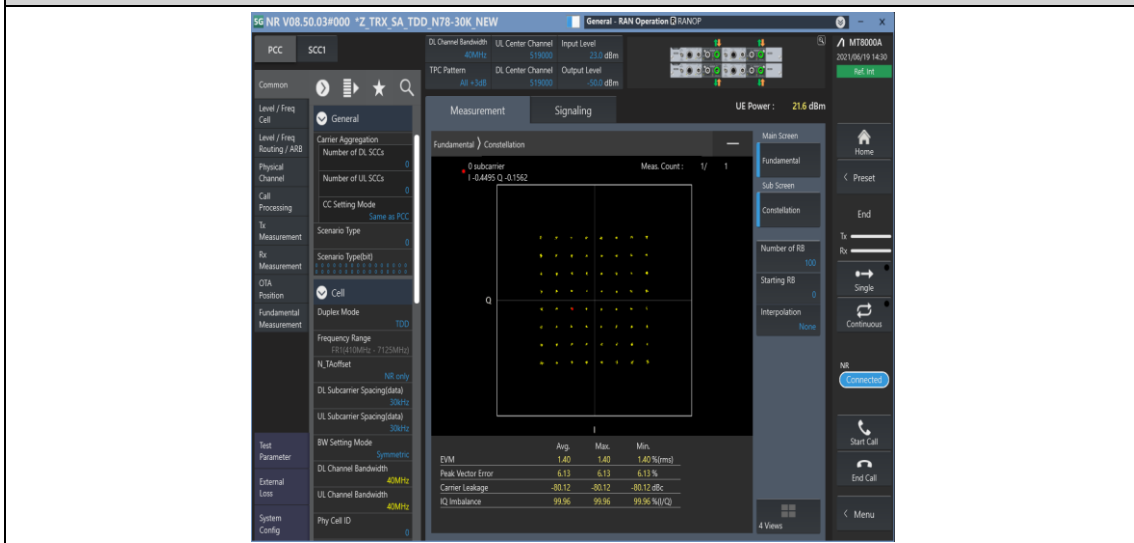 SG NR V08.50.03#000 *Z_TRX_SA_TDD_N78-30K_NEW
General - RAN Operation RANOP
PCC
SCC1
DL Channel Bandwidth
40MHz
UL Center Channel
519000
Input Level
23.0 dBm
TPC Pattern
All +3dB
DL Center Channel
519000
Output Level
-50.0 dBm
MT8000A
2021/06/19 14:30
Ref. Int
Common
Level / Freq
Cell
Level / Freq
Routing / ARB
Physical
Channel
Call
Processing
Tx
Measurement
Rx
Measurement
OTA
Position
Fundamental
Measurement
Test
Parameter
External
Loss
System
Config
General
Carrier Aggregation
Number of DL SCCs
0
Number of UL SCCs
0
CC Setting Mode
Same as PCC
Scenario Type
0
Scenario Type(bit)
Cell
Duplex Mode
TDD
Frequency Range
FR1(410MHz - 7125MHz)
N_TAoffset
NR only
DL Subcarrier Spacing(data)
30kHz
UL Subcarrier Spacing(data)
30kHz
BW Setting Mode
Symmetric
DL Channel Bandwidth
40MHz
UL Channel Bandwidth
40MHz
Phy Cell ID
0
Measurement
Signaling
UE Power : 21.6 dBm
Fundamental 〉 Constellation
0 subcarrier
I -0.4495 Q -0.1562
Meas. Count : 1/ 1
Q
I
Avg. Max. Min.
EVM 1.40 1.40 1.40 %(rms)
Peak Vector Error 6.13 6.13 6.13 %
Carrier Leakage -80.12 -80.12 -80.12 dBc
IQ Imbalance 99.96 99.96 99.96 %(I/Q)
Main Screen
Fundamental
Sub Screen
Constellation
Number of RB
100
Starting RB
0
Interpolation
None
4 Views
Home
< Preset
End
Tx
Rx
Single
Continuous
NR
Connected
Start Call
End Call
< Menu